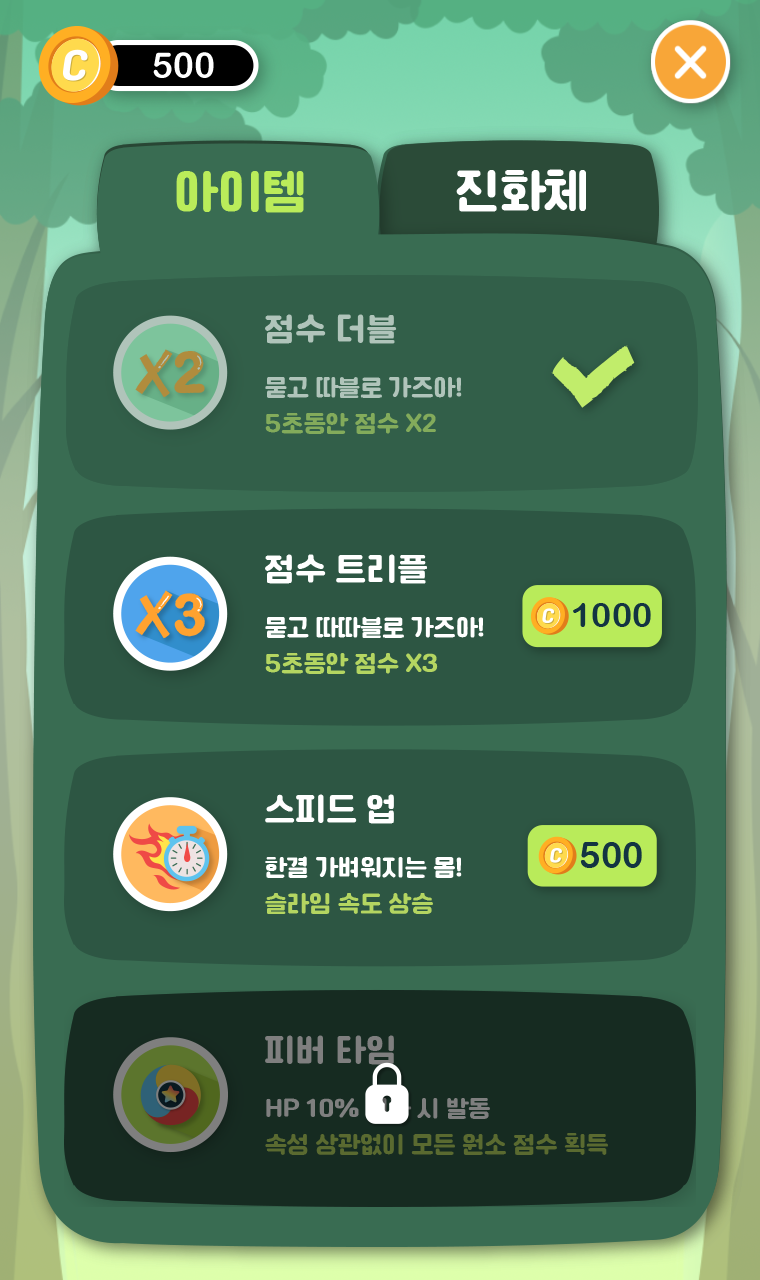 C 500
아이템 진화체
X2
점수 더블
묻고 따블로 가즈아!
5초동안 점수 X2
X3
점수 트리플
묻고 따따블로 가즈아!
5초동안 점수 X3
C 1000
스피드 업
한결 가벼워지는 몸!
슬라임 속도 상승
C 500
피버 타임
HP 10% 시 발동
속성 상관없이 모든 원소 점수 획득